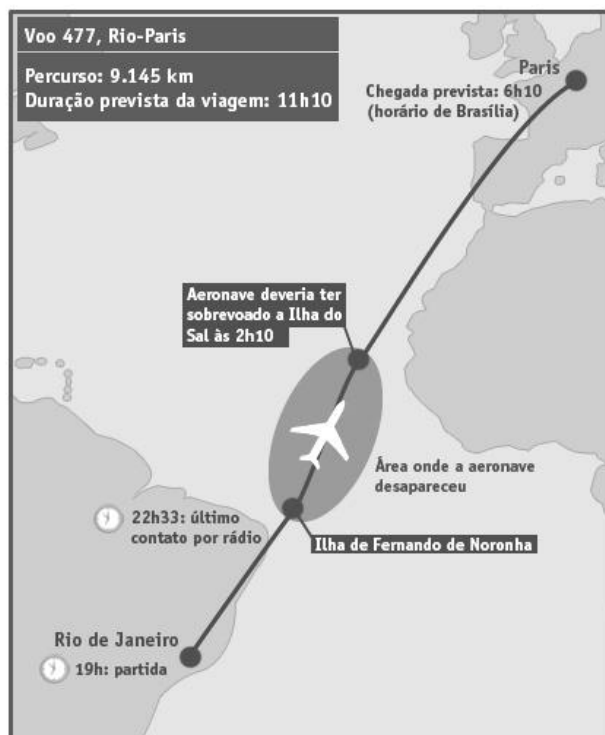 Voo 477, Rio-Paris
Percurso: 9.145 km
Duração prevista da viagem: 11h10
Paris
Chegada prevista: 6h10
(horário de Brasília)
Aeronave deveria ter
sobrevoado a Ilha do
Sal às 2h10
Área onde a aeronave
desapareceu
22h33: último
contato por rádio
Ilha de Fernando de Noronha
Rio de Janeiro
19h: partida